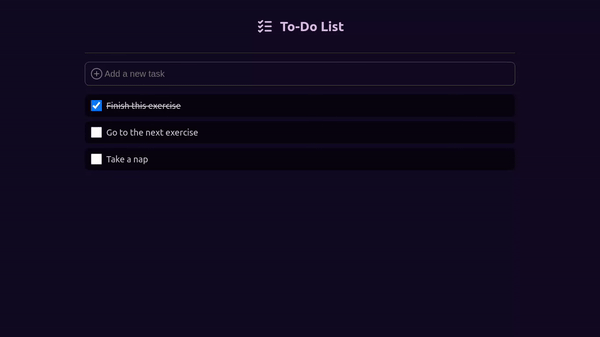 To-Do List
Add a new task
Finish this exercise
Go to the next exercise
Take a nap